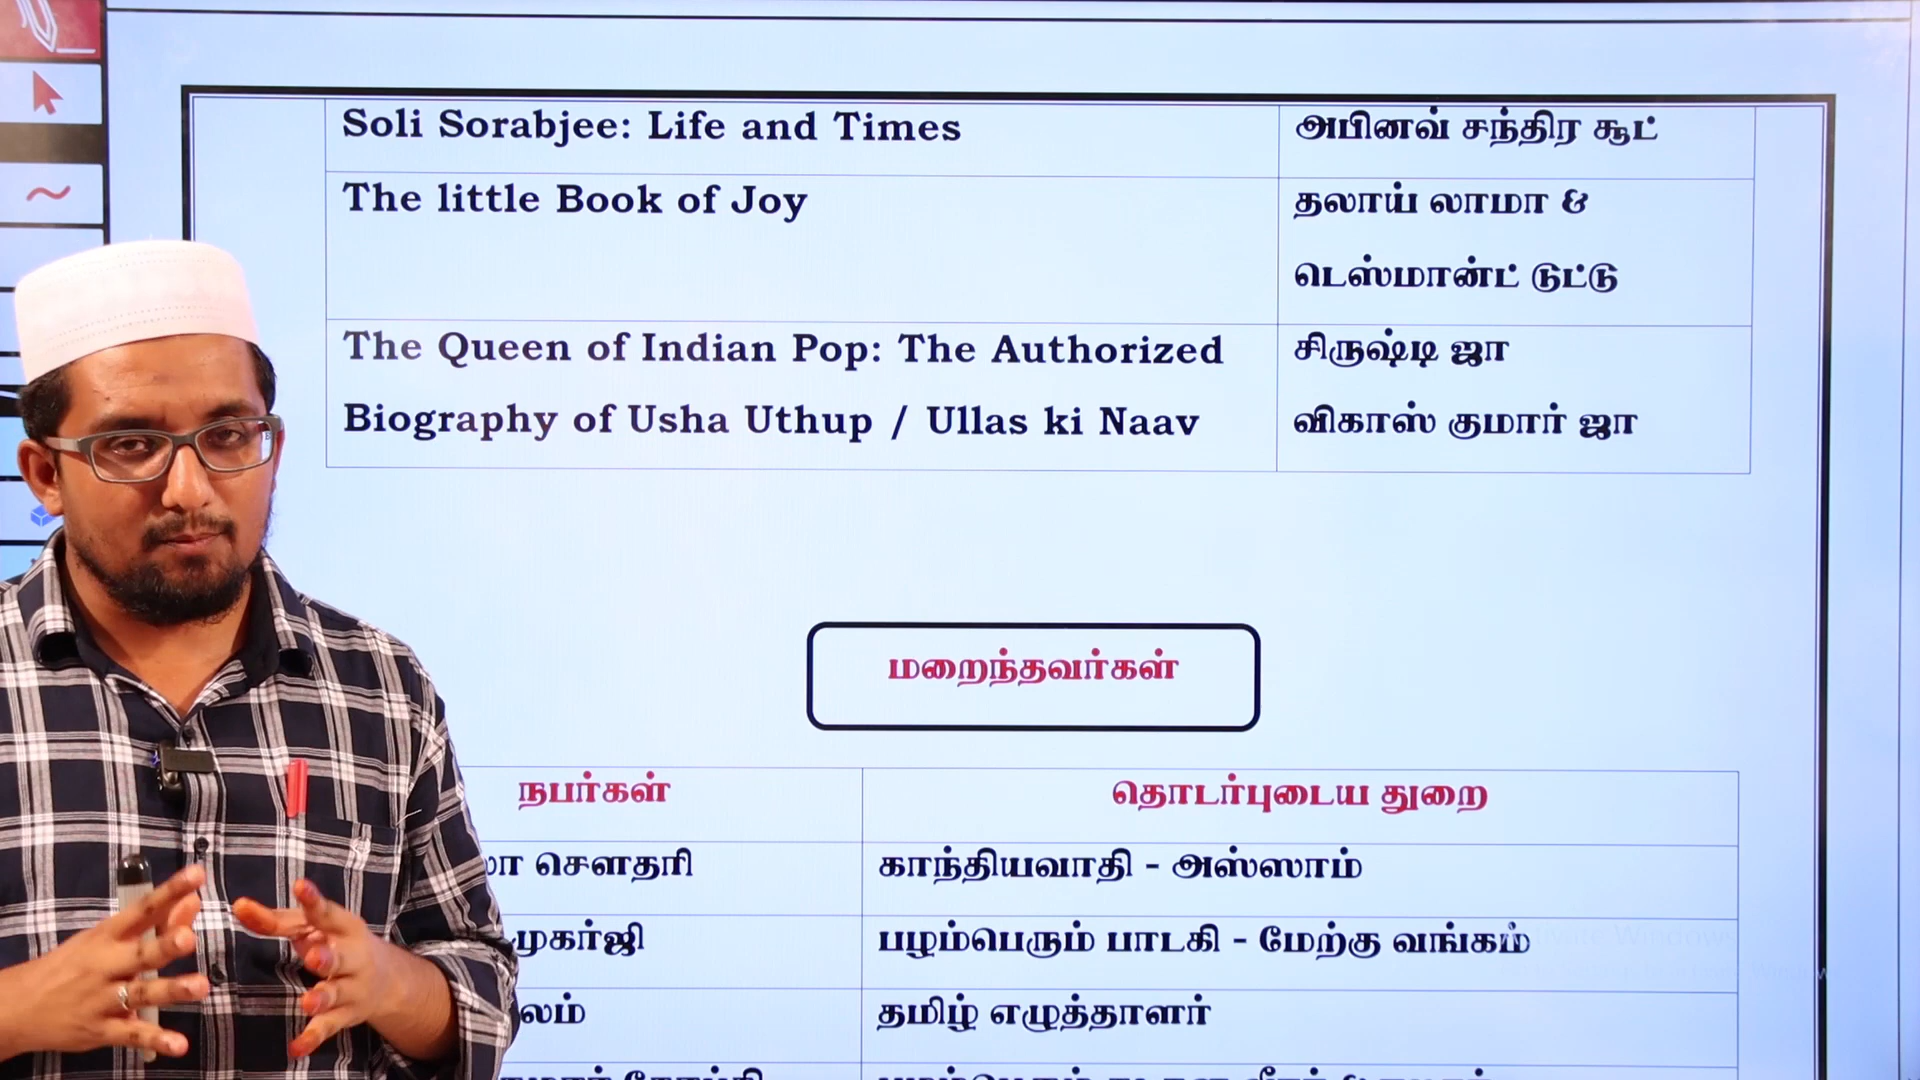 Soli Sorabjee: Life and Times
அபினவ் சந்திர சூட்
The little Book of Joy
தலாய் லாமா &
டெஸ்மான்ட் டுட்டு
The Queen of Indian Pop: The Authorized
Biography of Usha Uthup / Ullas ki Naav
சிருஷ்டி ஜா
விகாஸ் குமார் ஜா
மறைந்தவர்கள்
நபர்கள்
தொடர்புடைய துறை
சௌதரி
காந்தியவாதி - அஸ்ஸாம்
முகர்ஜி
பழம்பெரும் பாடகி - மேற்கு வங்கம்
தமிழ் எழுத்தாளர்